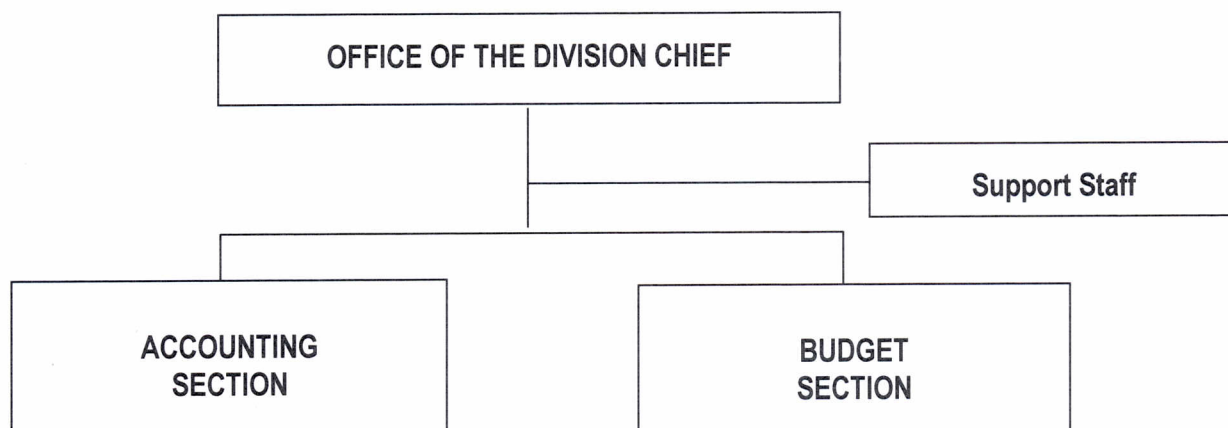 OFFICE OF THE DIVISION CHIEF
Support Staff
ACCOUNTING
SECTION
BUDGET
SECTION